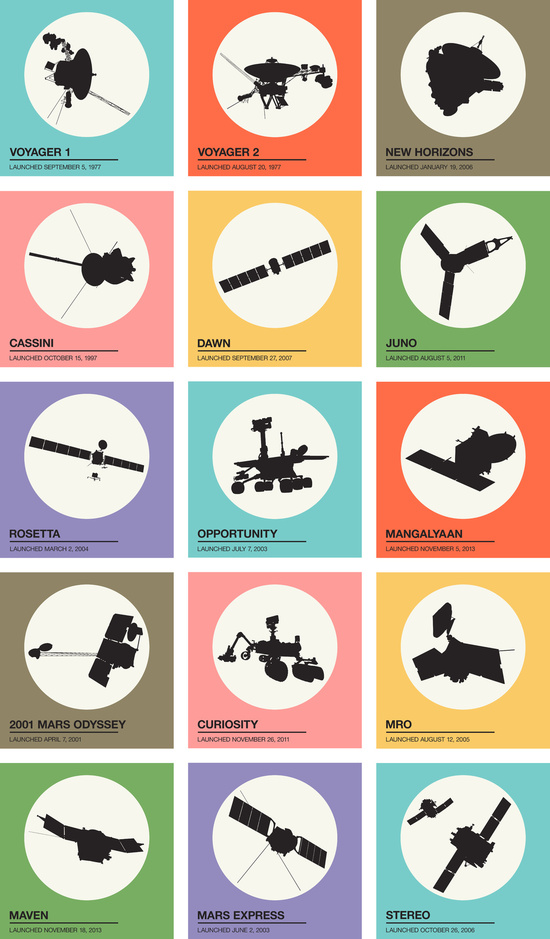 VOYAGER 1
LAUNCHED SEPTEMBER 5, 1977
VOYAGER 2
LAUNCHED AUGUST 20, 1977
NEW HORIZONS
LAUNCHED JANUARY 19, 2006
CASSINI
LAUNCHED OCTOBER 15, 1997
DAWN
LAUNCHED SEPTEMBER 27, 2007
JUNO
LAUNCHED AUGUST 5, 2011
ROSETTA
LAUNCHED MARCH 2, 2004
OPPORTUNITY
LAUNCHED JULY 7, 2003
MANGALYAAN
LAUNCHED NOVEMBER 5, 2013
2001 MARS ODYSSEY
LAUNCHED APRIL 7, 2001
CURIOSITY
LAUNCHED NOVEMBER 26, 2011
MRO
LAUNCHED AUGUST 12, 2005
MAVEN
LAUNCHED NOVEMBER 18, 2013
MARS EXPRESS
LAUNCHED JUNE 2, 2003
STEREO
LAUNCHED OCTOBER 26, 2006